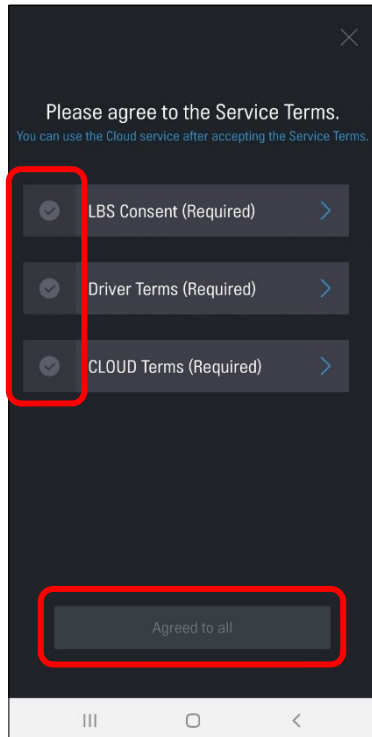 Please agree to the Service Terms.
You can use the Cloud service after accepting the Service Terms.
LBS Consent (Required)
Driver Terms (Required)
CLOUD Terms (Required)
Agreed to all